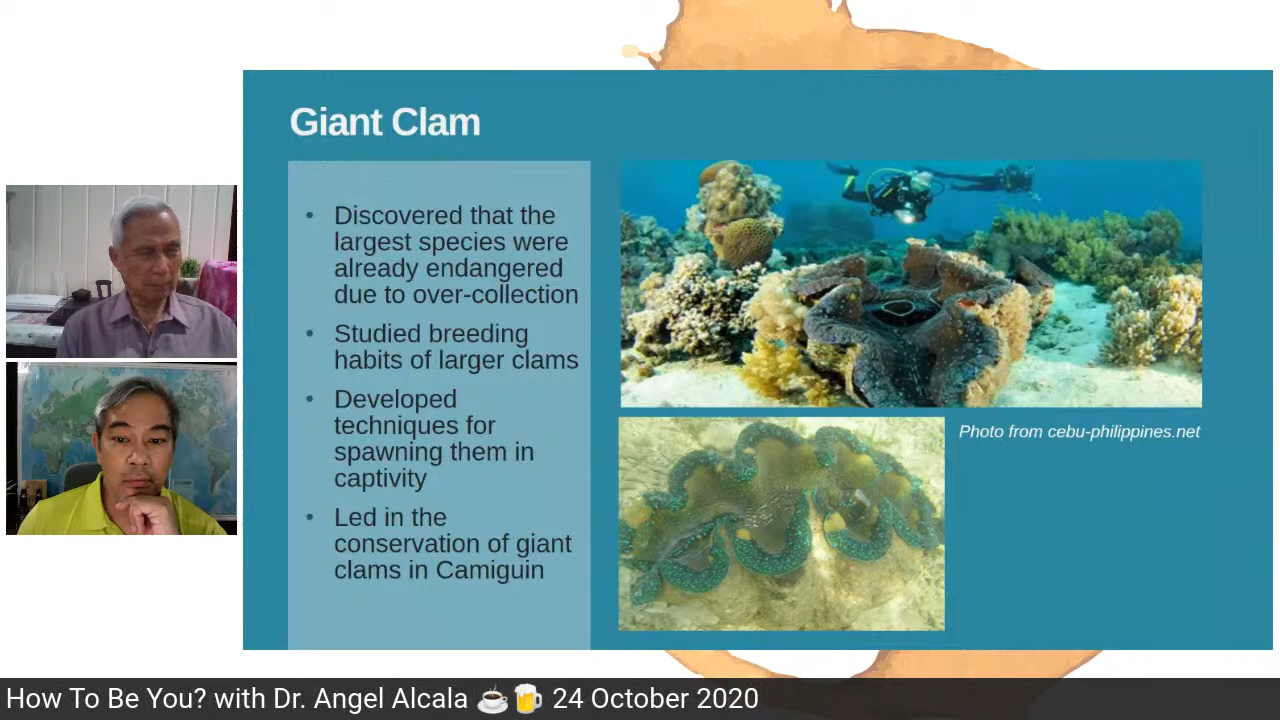 Giant Clam
• Discovered that the
largest species were
already endangered
due to over-collection
• Studied breeding
habits of larger clams
• Developed
techniques for
spawning them in
captivity
• Led in the
conservation of giant
clams in Camiguin
Photo from cebu-philippines.net
How To Be You? with Dr. Angel Alcala ☕🍺 24 October 2020